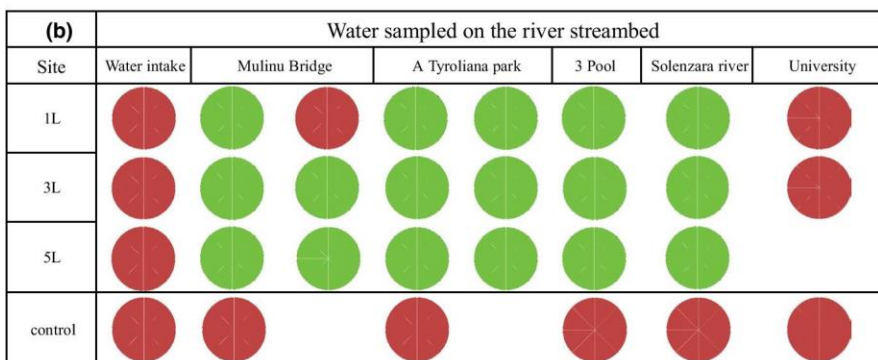 (b) Water sampled on the river streambed
Site Water intake Mulinu Bridge A Tyroliana park 3 Pool Solenzara river University
1L
3L
5L
control